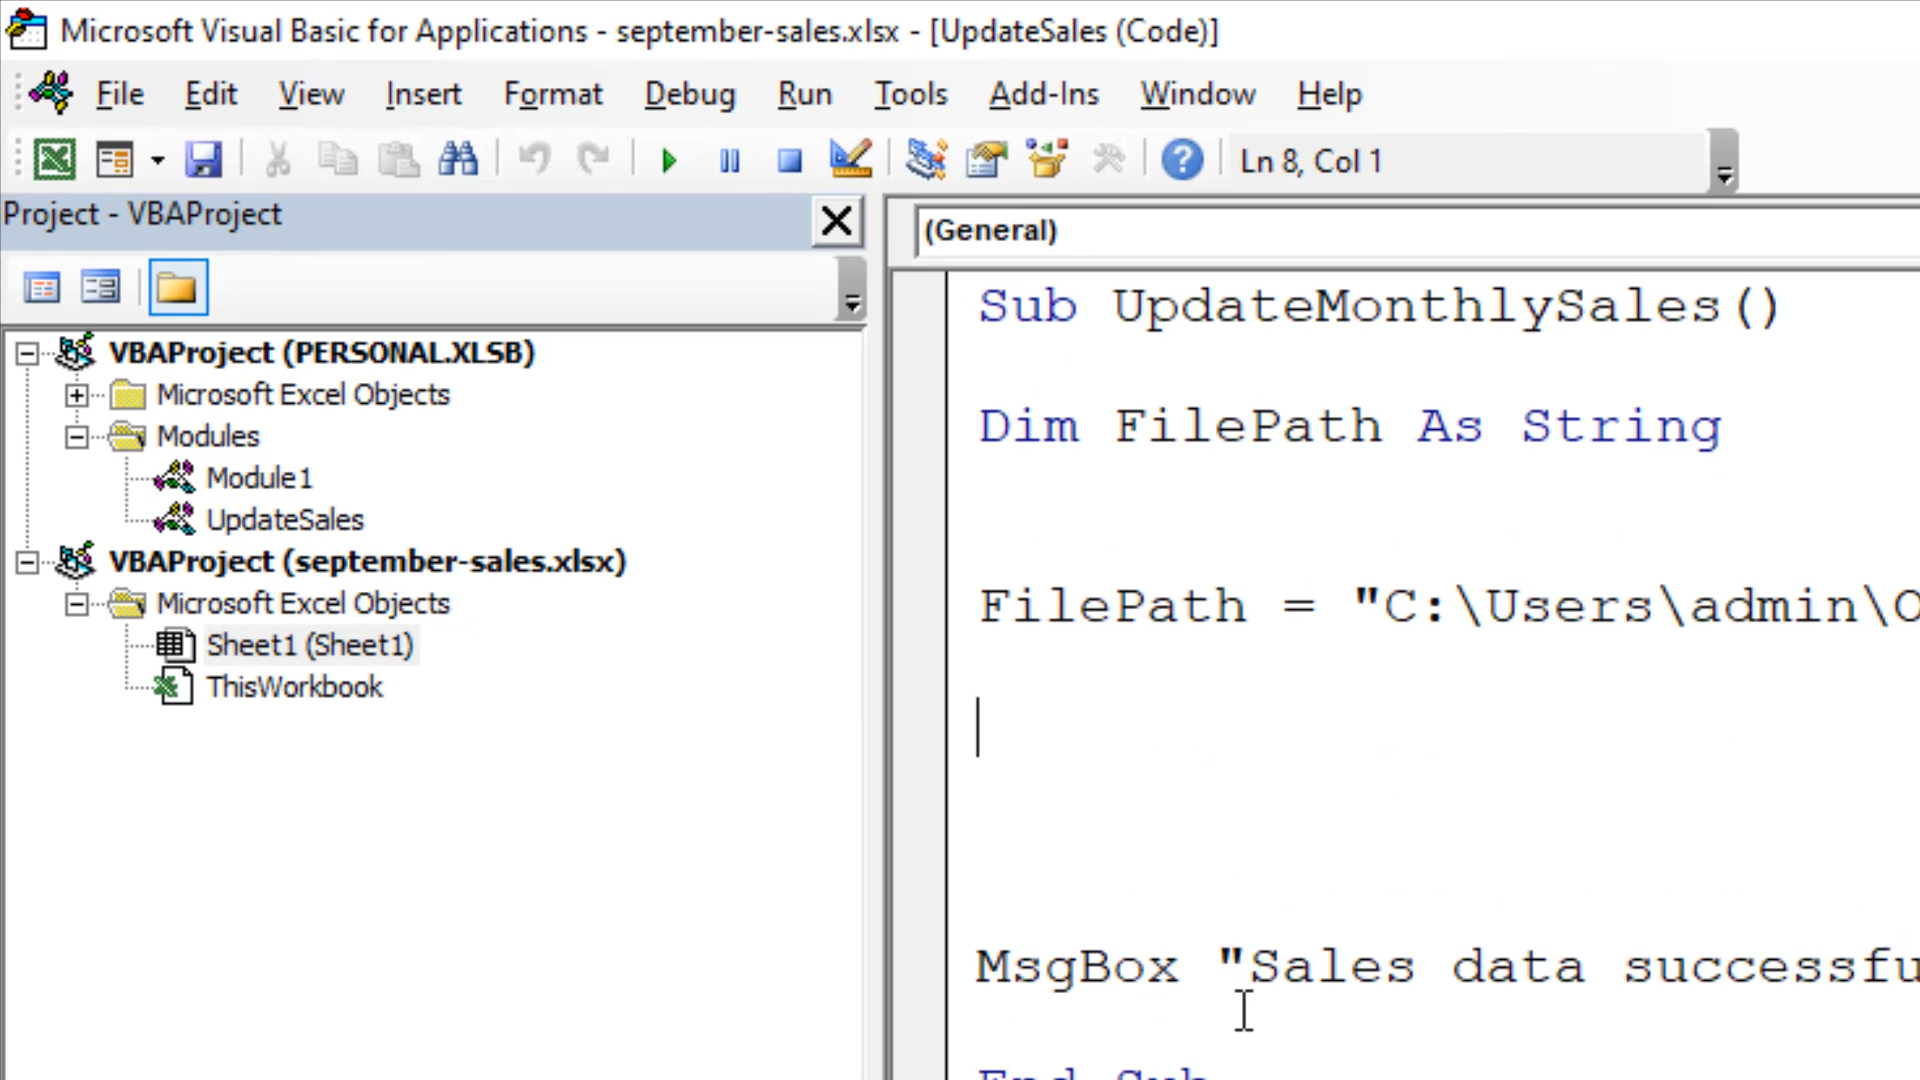 Microsoft Visual Basic for Applications - september-sales.xlsx - [UpdateSales (Code)]
File Edit View Insert Format Debug Run Tools Add-Ins Window Help
Ln 8, Col 1
Project - VBAProject
(General)
VBAProject (PERSONAL.XLSB)
Microsoft Excel Objects
Modules
Module1
UpdateSales
VBAProject (september-sales.xlsx)
Microsoft Excel Objects
Sheet1 (Sheet1)
ThisWorkbook
Sub UpdateMonthlySales()
Dim FilePath As String
FilePath = "C:\Users\admin\O
MsgBox "Sales data successfu
End Sub